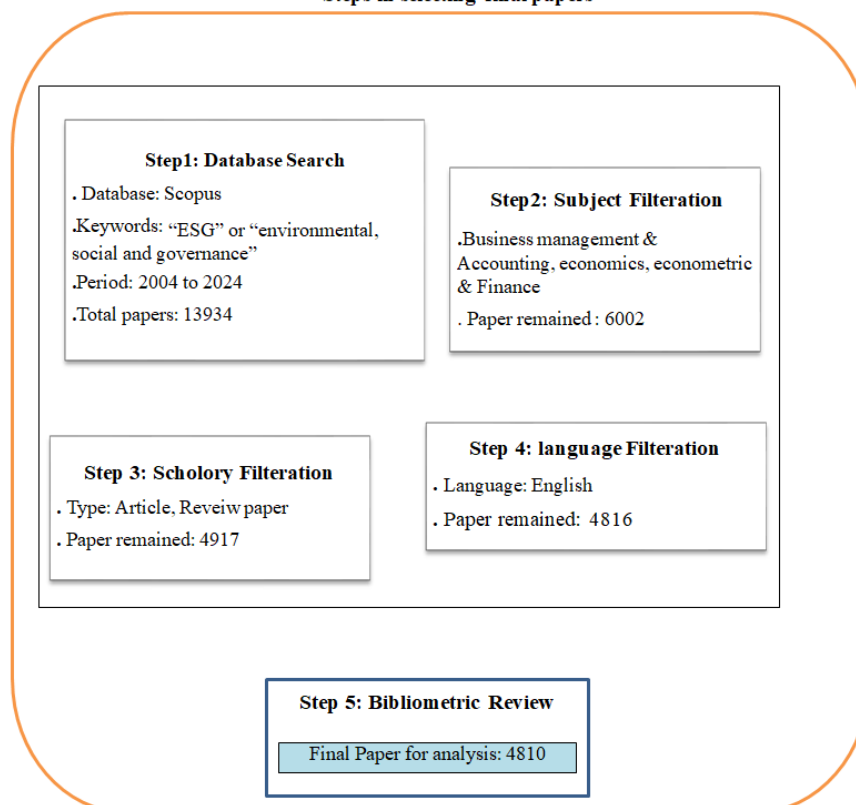 Step1: Database Search
. Database: Scopus
.Keywords: “ESG” or “environmental,
social and governance”
.Period: 2004 to 2024
.Total papers: 13934
Step2: Subject Filteration
.Business management &
Accounting, economics, econometric
& Finance
. Paper remained : 6002
Step 3: Scholory Filteration
. Type: Article, Reveiw paper
. Paper remained: 4917
Step 4: language Filteration
. Language: English
. Paper remained: 4816
Step 5: Bibliometric Review
Final Paper for analysis: 4810